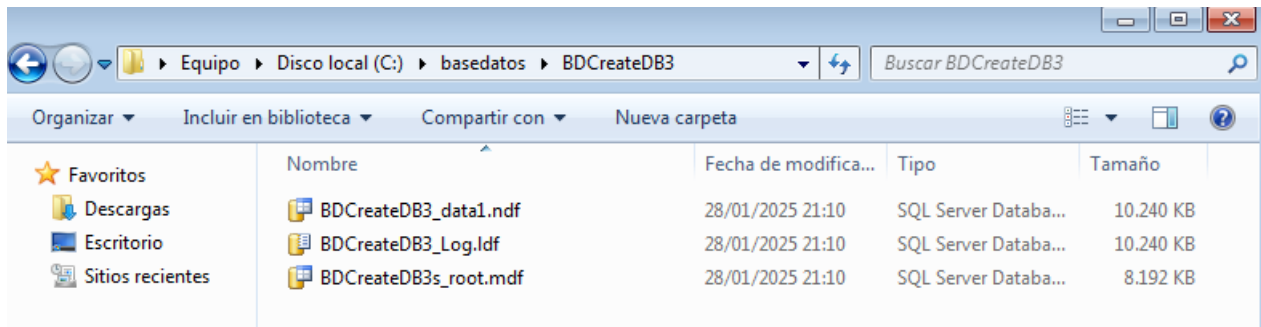 Equipo ▸ Disco local (C:) ▸ basedatos ▸ BDCreateDB3 Buscar BDCreateDB3
Organizar Incluir en biblioteca Compartir con Nueva carpeta
Favoritos
Descargas
Escritorio
Sitios recientes
Nombre Fecha de modifica... Tipo Tamaño
BDCreateDB3_data1.ndf 28/01/2025 21:10 SQL Server Databa... 10.240 KB
BDCreateDB3_Log.ldf 28/01/2025 21:10 SQL Server Databa... 10.240 KB
BDCreateDB3s_root.mdf 28/01/2025 21:10 SQL Server Databa... 8.192 KB